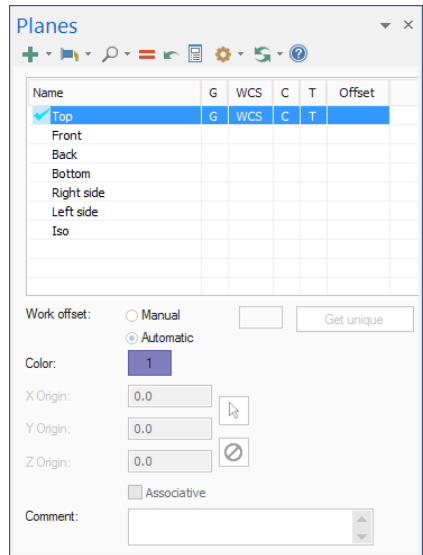 Planes
Name G WCS C T Offset
Top G WCS C T
Front
Back
Bottom
Right side
Left side
Iso
Work offset: Manual Get unique
Automatic
Color: 1
X Origin: 0.0
Y Origin: 0.0
Z Origin: 0.0
Associative
Comment: